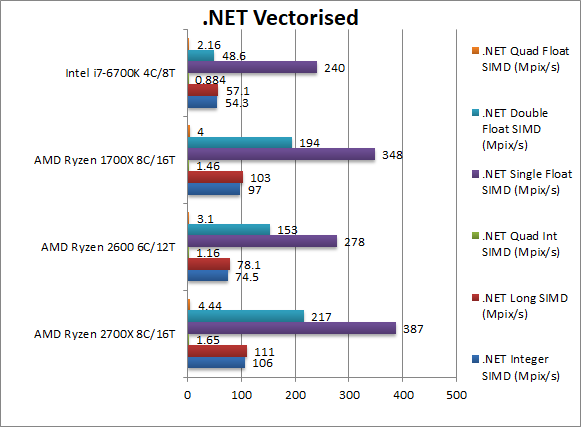 .NET Vectorised
Intel i7-6700K 4C/8T
2.16
48.6
240
0.884
57.1
54.3
AMD Ryzen 1700X 8C/16T
4
194
348
1.46
103
97
AMD Ryzen 2600 6C/12T
3.1
153
278
1.16
78.1
74.5
AMD Ryzen 2700X 8C/16T
4.44
217
387
1.65
111
106
0 100 200 300 400 500
.NET Quad Float
SIMD (Mpix/s)
.NET Double
Float SIMD
(Mpix/s)
.NET Single Float
SIMD (Mpix/s)
.NET Quad Int
SIMD (Mpix/s)
.NET Long SIMD
(Mpix/s)
.NET Integer
SIMD (Mpix/s)